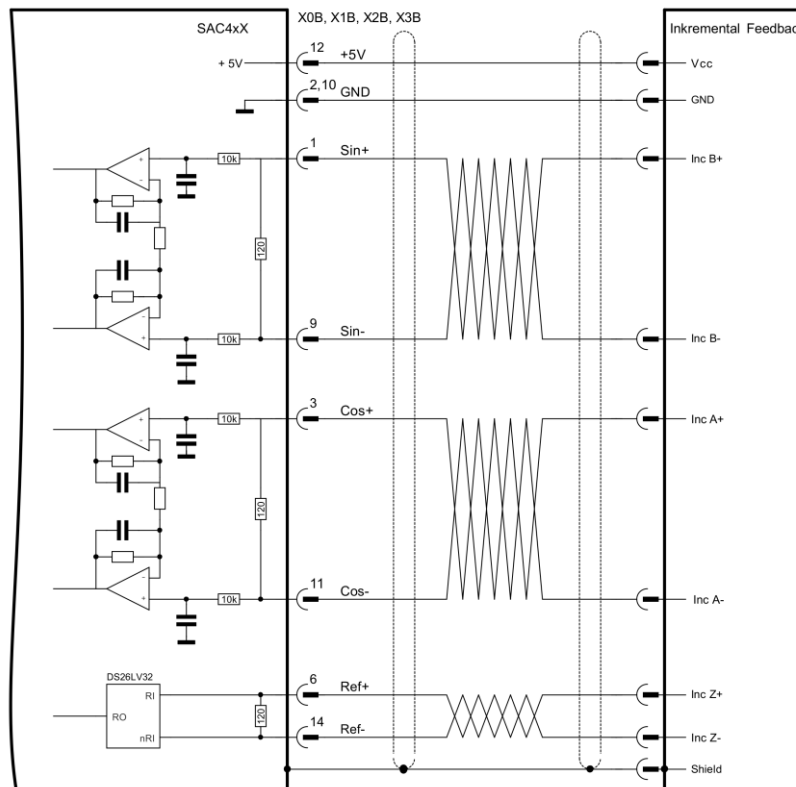 SAC4xX X0B, X1B, X2B, X3B Inkremental Feedback
+ 5V 12 +5V Vcc
2,10 GND GND
1 Sin+ Inc B+
+ 10k
-
120
-
+ 10k 9 Sin- Inc B-
3 Cos+ Inc A+
+ 10k
-
120
-
+ 10k 11 Cos- Inc A-
DS26LV32
RI 6 Ref+ Inc Z+
RO 120
nRI 14 Ref- Inc Z-
Shield